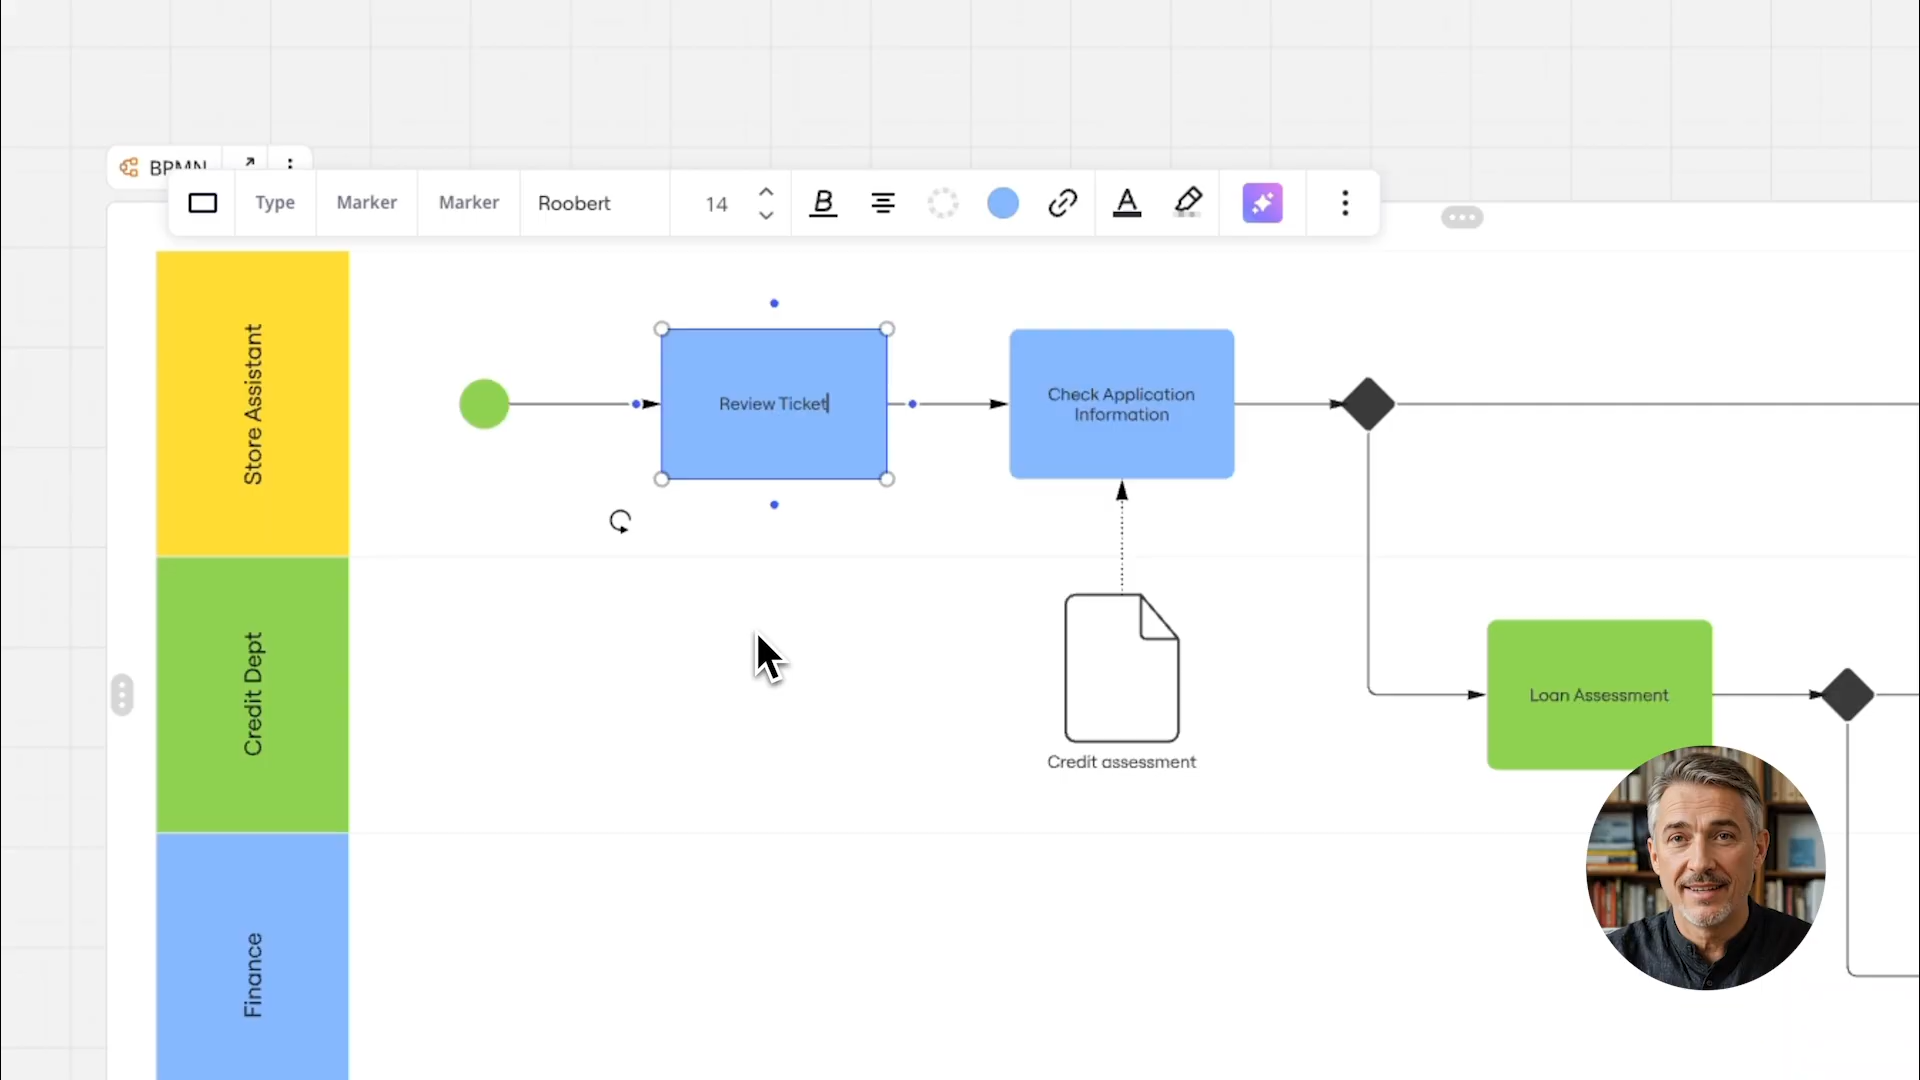 BPMN
Type
Marker
Marker
Roobert
14
B
A
Store Assistant
Review Ticket
Check Application
Information
Credit Dept
Credit assessment
Loan Assessment
Finance